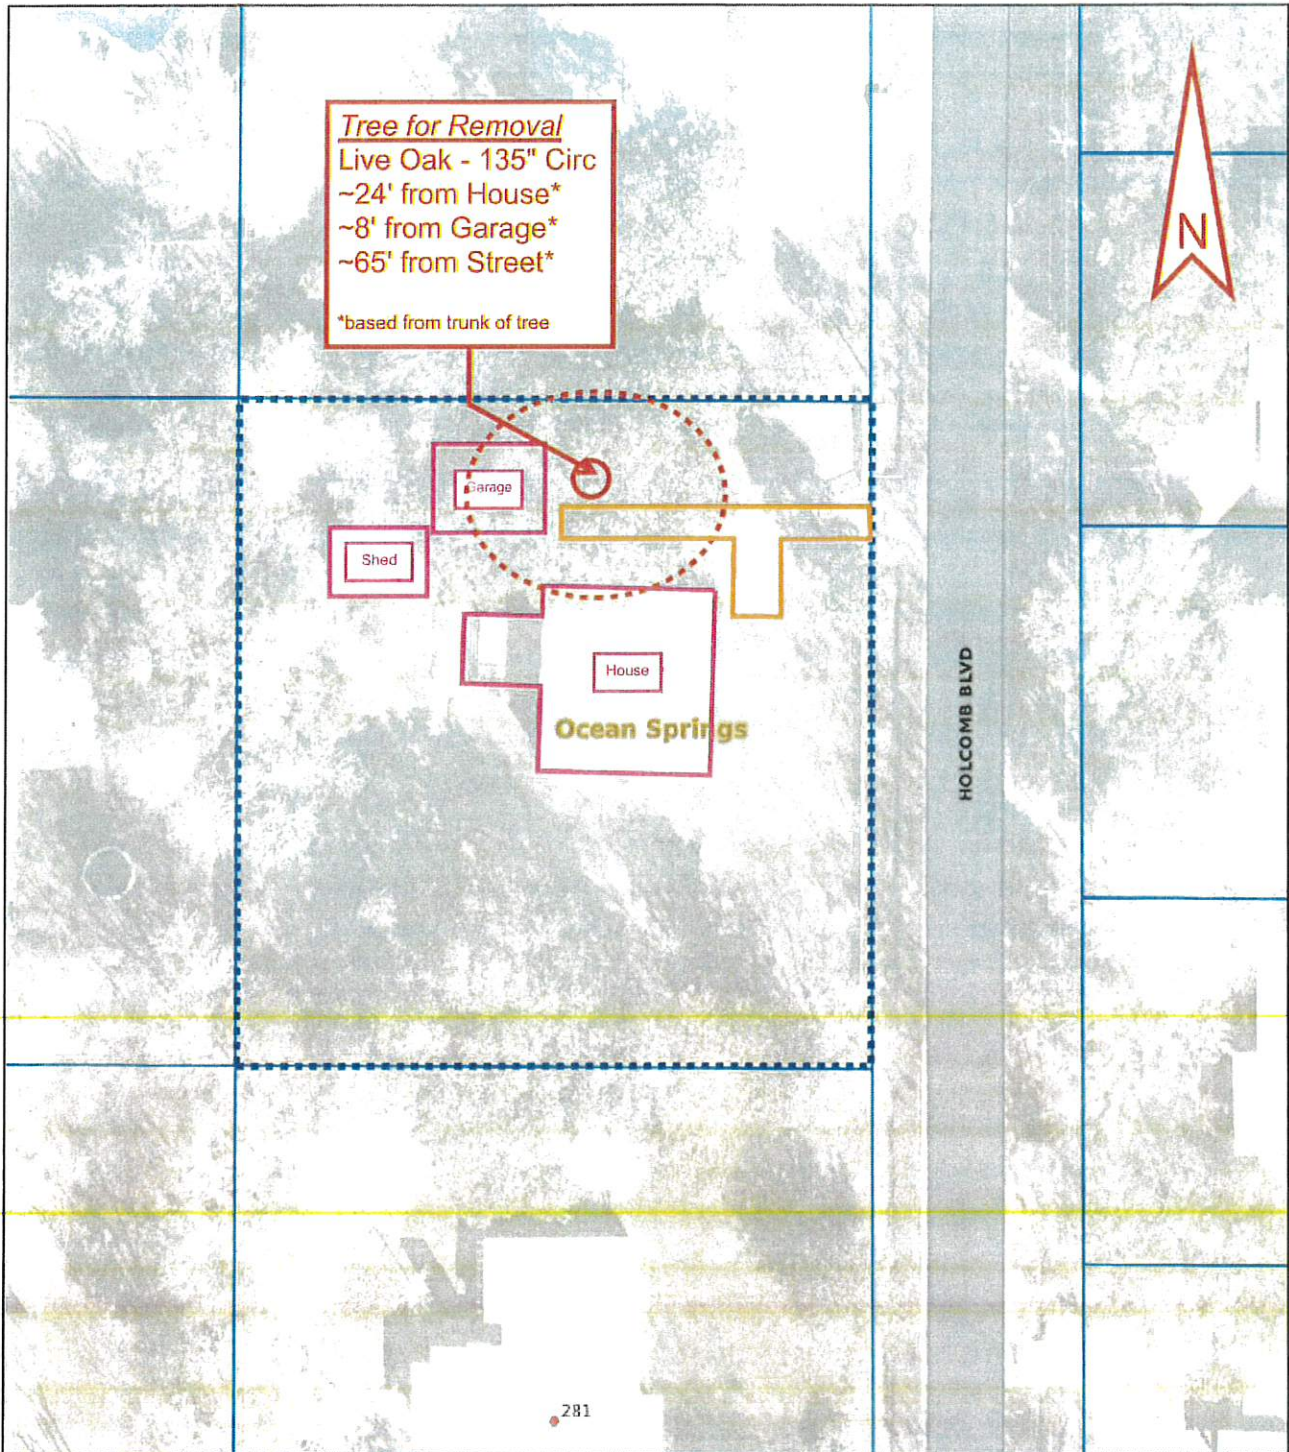 Tree for Removal
Live Oak - 135" Circ
~24' from House*
~8' from Garage*
~65' from Street*
*based from trunk of tree
N
Garage
Shed
House
Ocean Springs
HOLCOMB BLVD
281